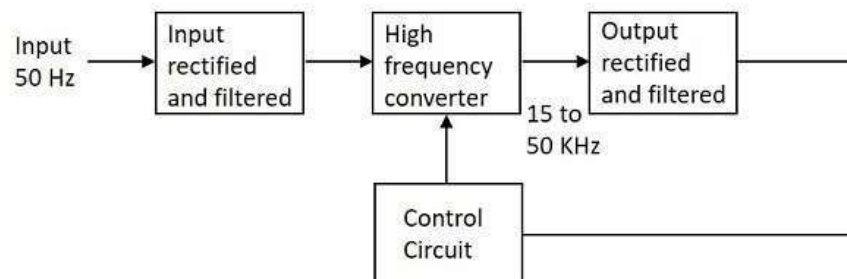 Input
50 Hz
Input
rectified
and filtered
High
frequency
converter
15 to
50 KHz
Output
rectified
and filtered
Control
Circuit